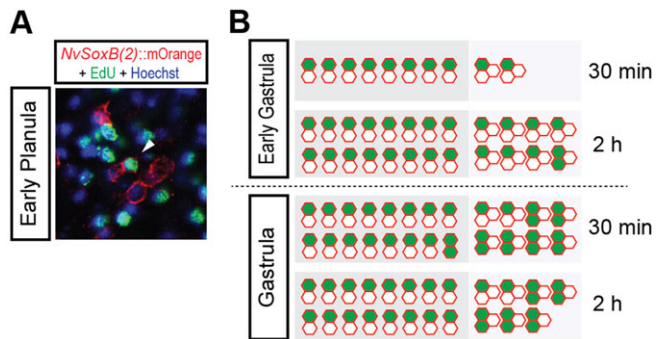 A
NvSoxB(2)::mOrange
+ EdU + Hoechst
Early Planula
B
Early Gastrula
30 min
2 h
Gastrula
30 min
2 h